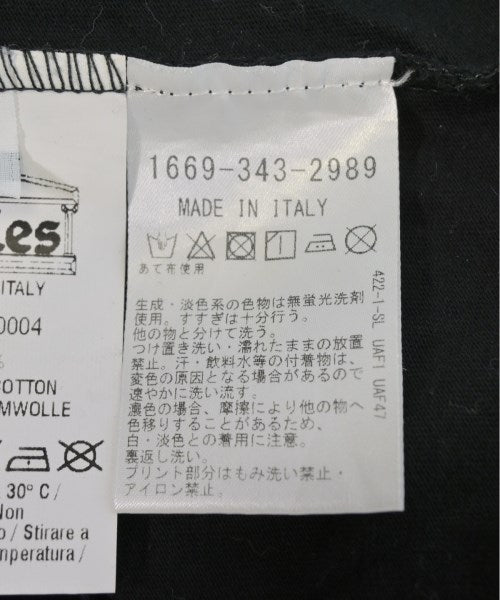 1669-343-2989
MADE IN ITALY
あて布使用
生成・淡色系の色物は無蛍光洗剤
使用。すすぎは十分行う。
他の物と分けて洗う。
つけ置き洗い・濡れたままの放置
禁止。汗・飲料水等の付着物は、
変色の原因となる場合があるので
速やかに洗い流す。
濃色の場合、摩擦により他の物へ
色移りすることがあるため、
白・淡色との着用に注意。
裏返し洗い。
プリント部分はもみ洗い禁止・
アイロン禁止。
422-1-SL UAF1 UAF47
les
ITALY
0004
%
COTTON
MWOLLE
30° C /
Non
o / Stirare a
mperatura /